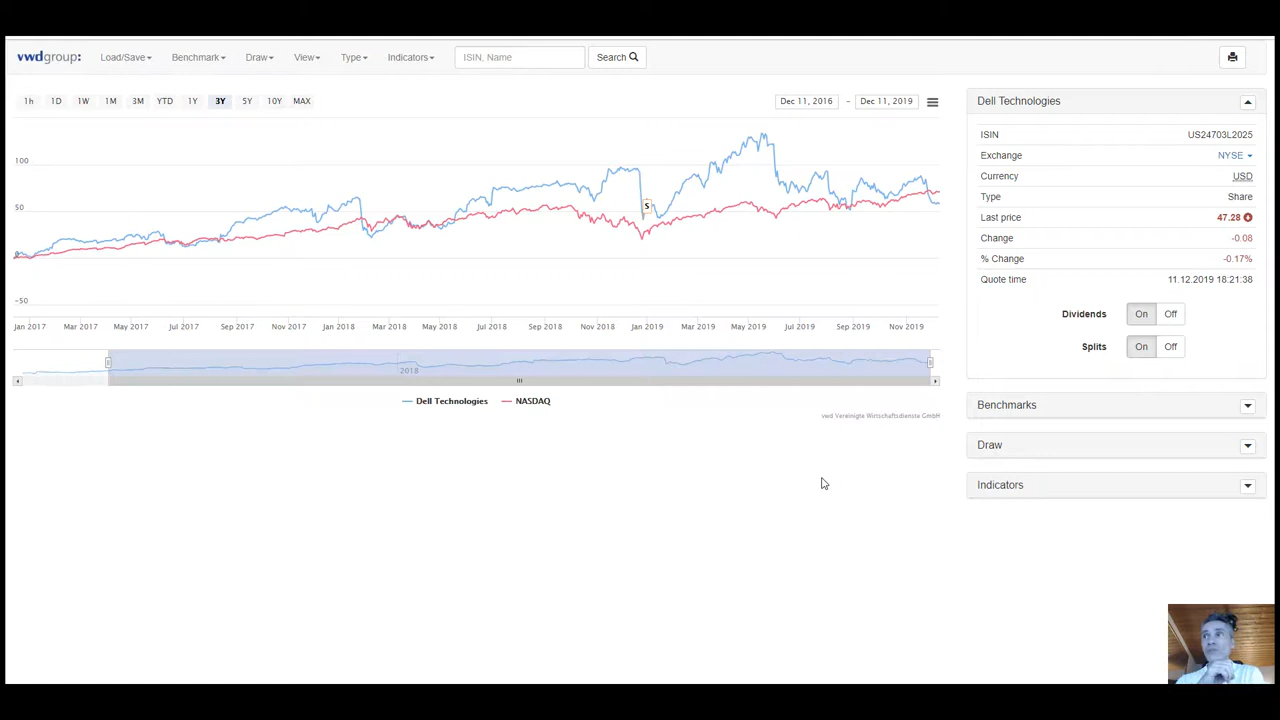 vwdgroup: Load/Save Benchmark Draw View Type Indicators ISIN, Name Search
1h 1D 1W 1M 3M YTD 1Y 3Y 5Y 10Y MAX Dec 11, 2016 - Dec 11, 2019
100
50
S
0
-50
Jan 2017 Mar 2017 May 2017 Jul 2017 Sep 2017 Nov 2017 Jan 2018 Mar 2018 May 2018 Jul 2018 Sep 2018 Nov 2018 Jan 2019 Mar 2019 May 2019 Jul 2019 Sep 2019 Nov 2019
2018
Dell Technologies NASDAQ
vwd Vereinigte Wirtschaftsdienste GmbH
Dell Technologies
ISIN US24703L2025
Exchange NYSE
Currency USD
Type Share
Last price 47.28
Change -0.08
% Change -0.17%
Quote time 11.12.2019 18:21:38
Dividends On Off
Splits On Off
Benchmarks
Draw
Indicators